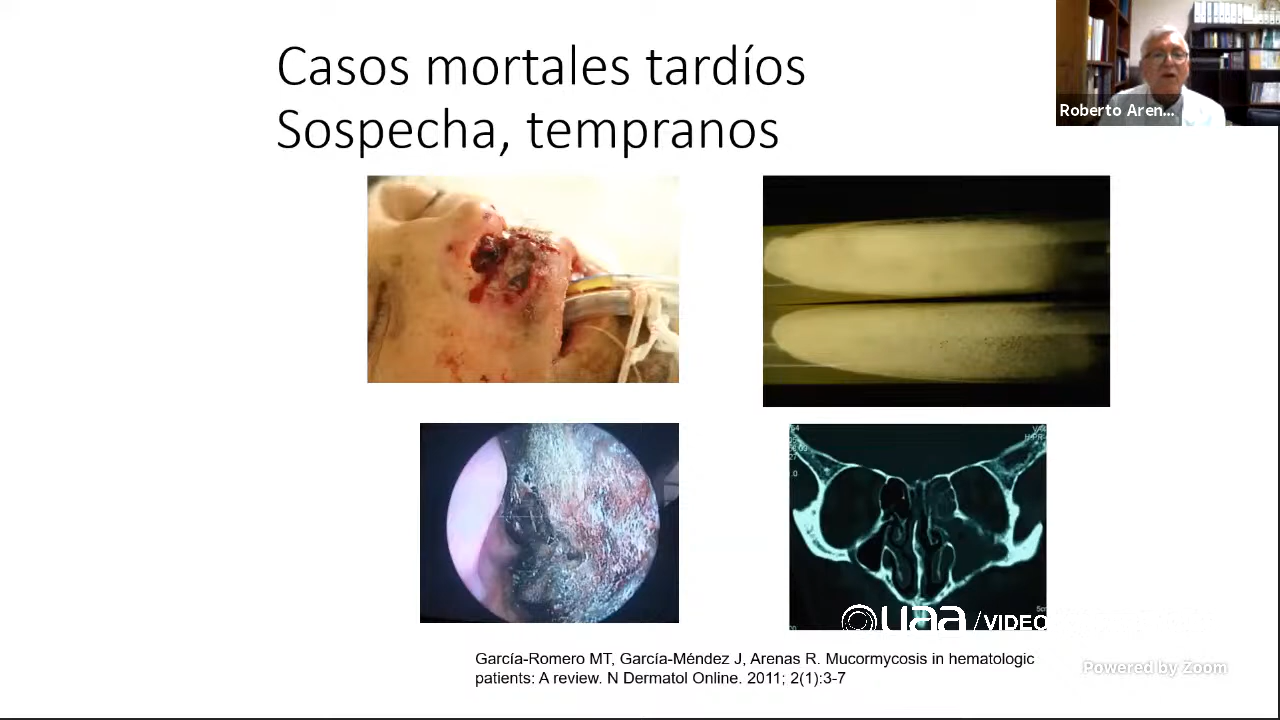 Casos mortales tardíos
Sospecha, tempranos
Roberto Aren...
uaa / VIDEO
García-Romero MT, García-Méndez J, Arenas R. Mucormycosis in hematologic
patients: A review. N Dermatol Online. 2011; 2(1):3-7
Powered by Zoom